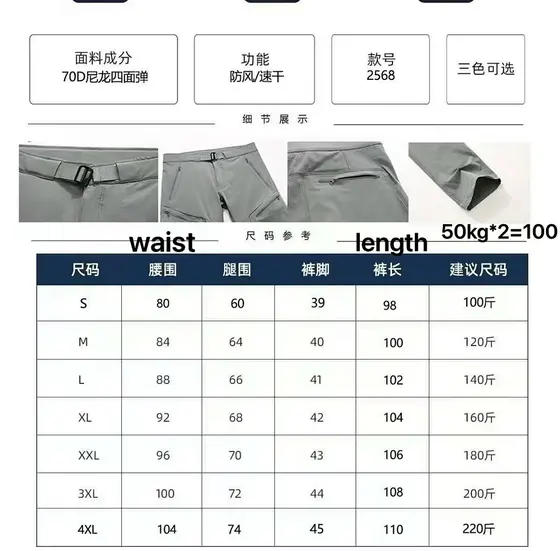 面料成分
70D尼龙四面弹
功能
防风/速干
款号
2568
三色可选
细节展示
waist
尺码参考
length
50kg*2=100
尺码 腰围 腿围 裤脚 裤长 建议尺码
S 80 60 39 98 100斤
M 84 64 40 100 120斤
L 88 66 41 102 140斤
XL 92 68 42 104 160斤
XXL 96 70 43 106 180斤
3XL 100 72 44 108 200斤
4XL 104 74 45 110 220斤